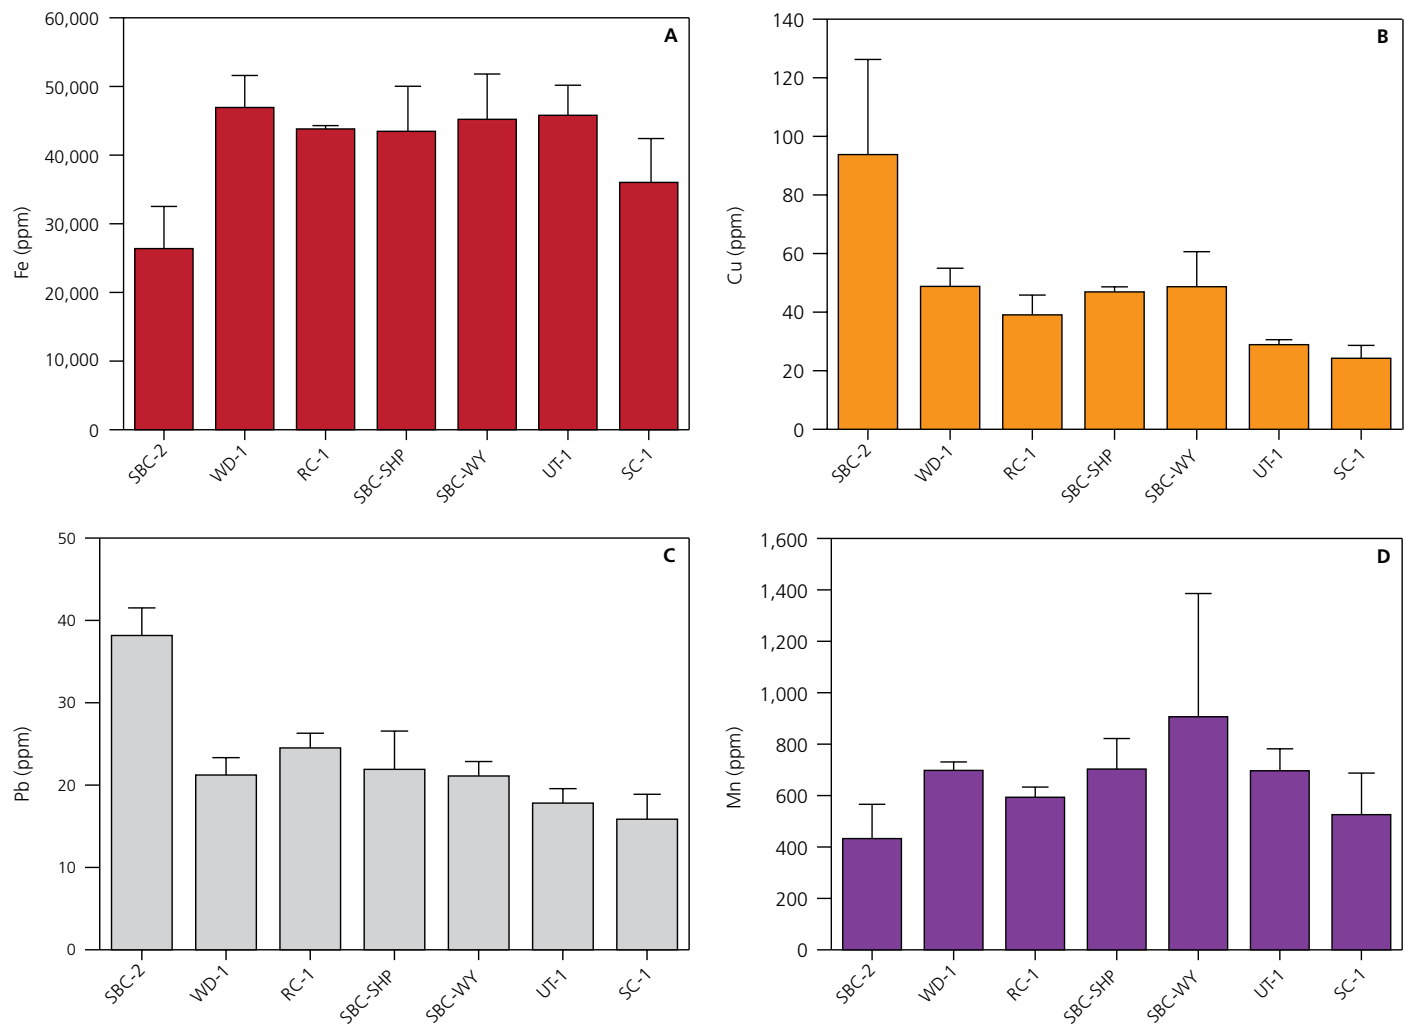 A
Fe (ppm)
60,000
50,000
40,000
30,000
20,000
10,000
0
SBC-2
WD-1
RC-1
SBC-SHP
SBC-WY
UT-1
SC-1
B
Cu (ppm)
140
120
100
80
60
40
20
0
SBC-2
WD-1
RC-1
SBC-SHP
SBC-WY
UT-1
SC-1
C
Pb (ppm)
50
40
30
20
10
0
SBC-2
WD-1
RC-1
SBC-SHP
SBC-WY
UT-1
SC-1
D
Mn (ppm)
1,600
1,400
1,200
1,000
800
600
400
200
0
SBC-2
WD-1
RC-1
SBC-SHP
SBC-WY
UT-1
SC-1